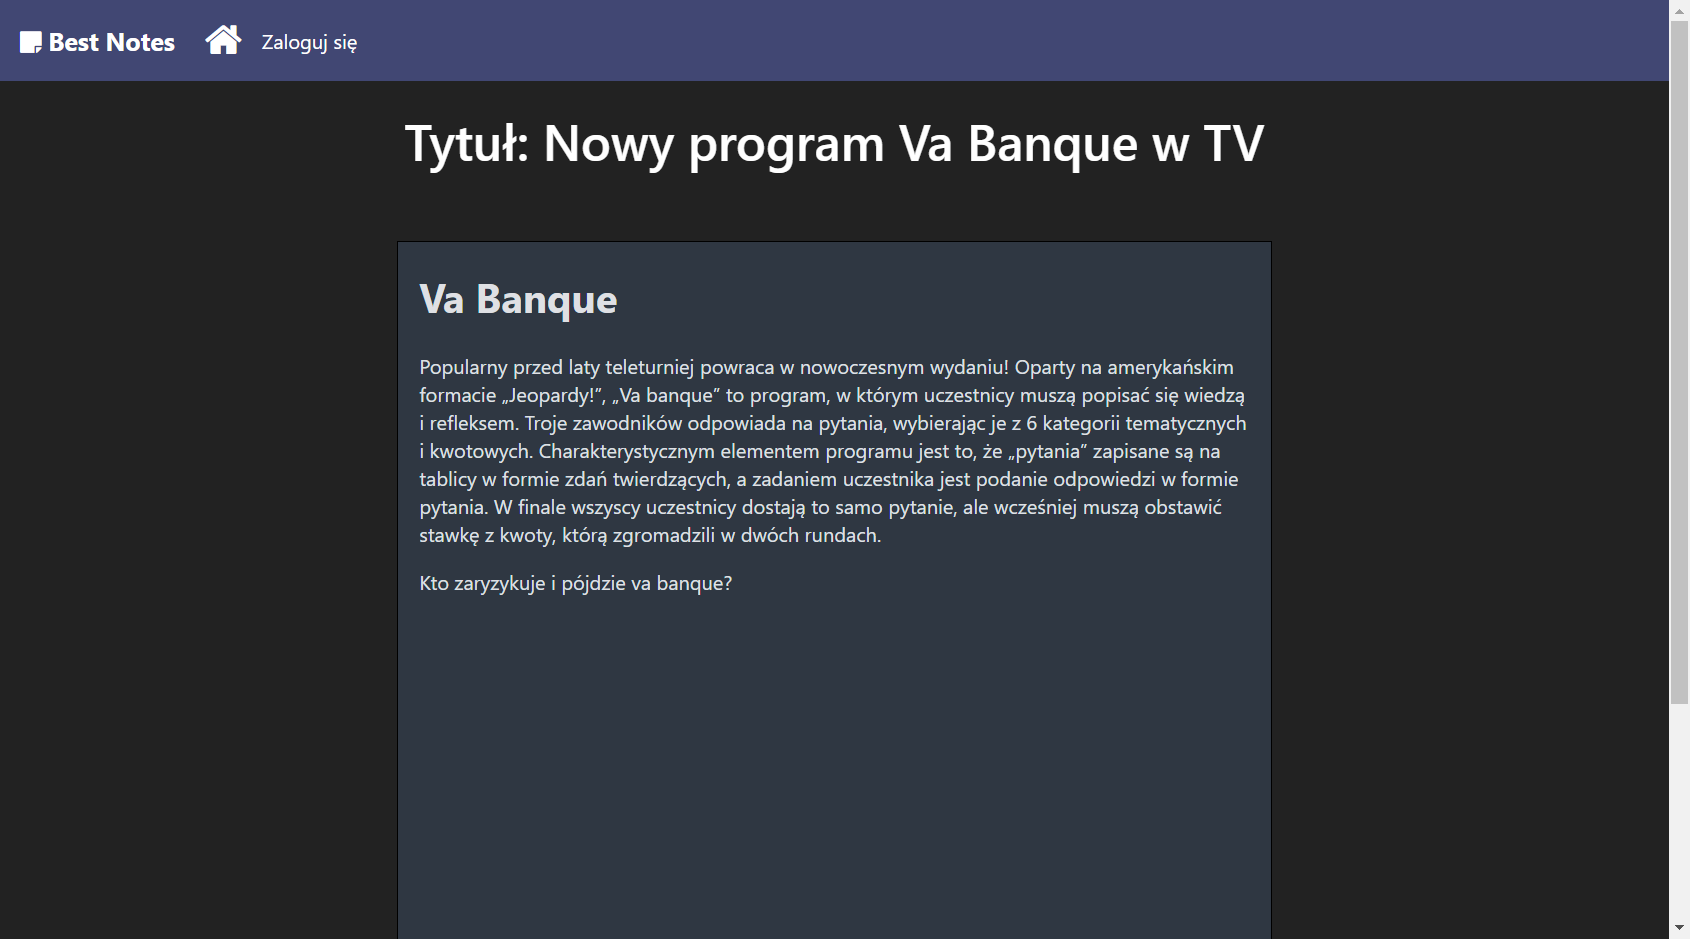 Best Notes
Zaloguj się
Tytuł: Nowy program Va Banque w TV
Va Banque
Popularny przed laty teleturniej powraca w nowoczesnym wydaniu! Oparty na amerykańskim
formacie „Jeopardy!”, „Va banque” to program, w którym uczestnicy muszą popisać się wiedzą
i refleksem. Troje zawodników odpowiada na pytania, wybierając je z 6 kategorii tematycznych
i kwotowych. Charakterystycznym elementem programu jest to, że „pytania” zapisane są na
tablicy w formie zdań twierdzących, a zadaniem uczestnika jest podanie odpowiedzi w formie
pytania. W finale wszyscy uczestnicy dostają to samo pytanie, ale wcześniej muszą obstawić
stawkę z kwoty, którą zgromadzili w dwóch rundach.
Kto zaryzykuje i pójdzie va banque?